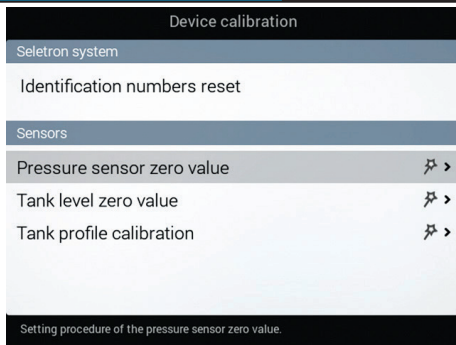 Device calibration
Seletron system
Identification numbers reset
Sensors
Pressure sensor zero value
Tank level zero value
Tank profile calibration
Setting procedure of the pressure sensor zero value.